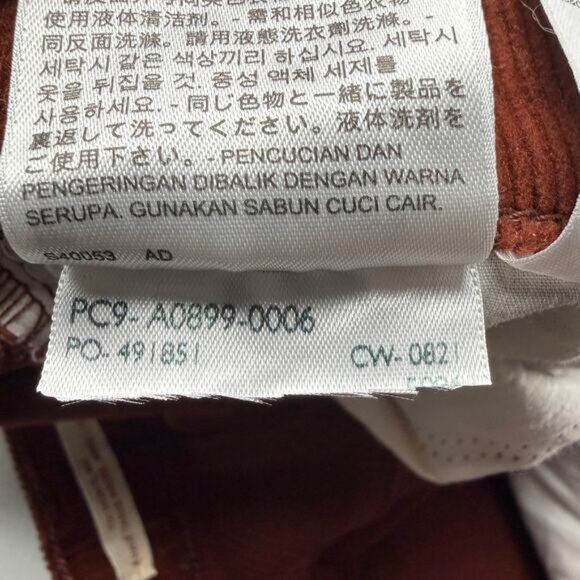 使用液体清洁剂。- 需和相似色衣物
同反面洗滌。請用液態洗衣劑洗滌. -
세탁시 같은 색상끼리 하십시요. 세탁시
옷을 뒤집을 것. 중성 액체 세제를
사용하세요. - 同じ色物と一緒に製品を
裏返して洗ってください。液体洗剤を
ご使用下さい。- PENCUCIAN DAN
PENGERINGAN DIBALIK DENGAN WARNA
SERUPA. GUNAKAN SABUN CUCI CAIR.
S40053 AD
PC9- A0899-0006
PO- 491851 CW- 0821